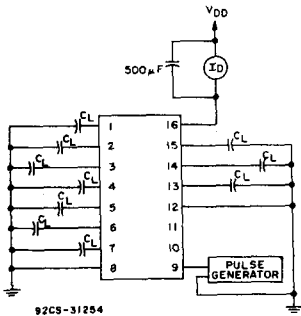 VDD
500µF
ID
CL 1 16
CL 2 15 CL
CL 3 14 CL
CL 4 13 CL
CL 5 12
CL 6 11
CL 7 10
8 9
PULSE
GENERATOR
92CS-31254